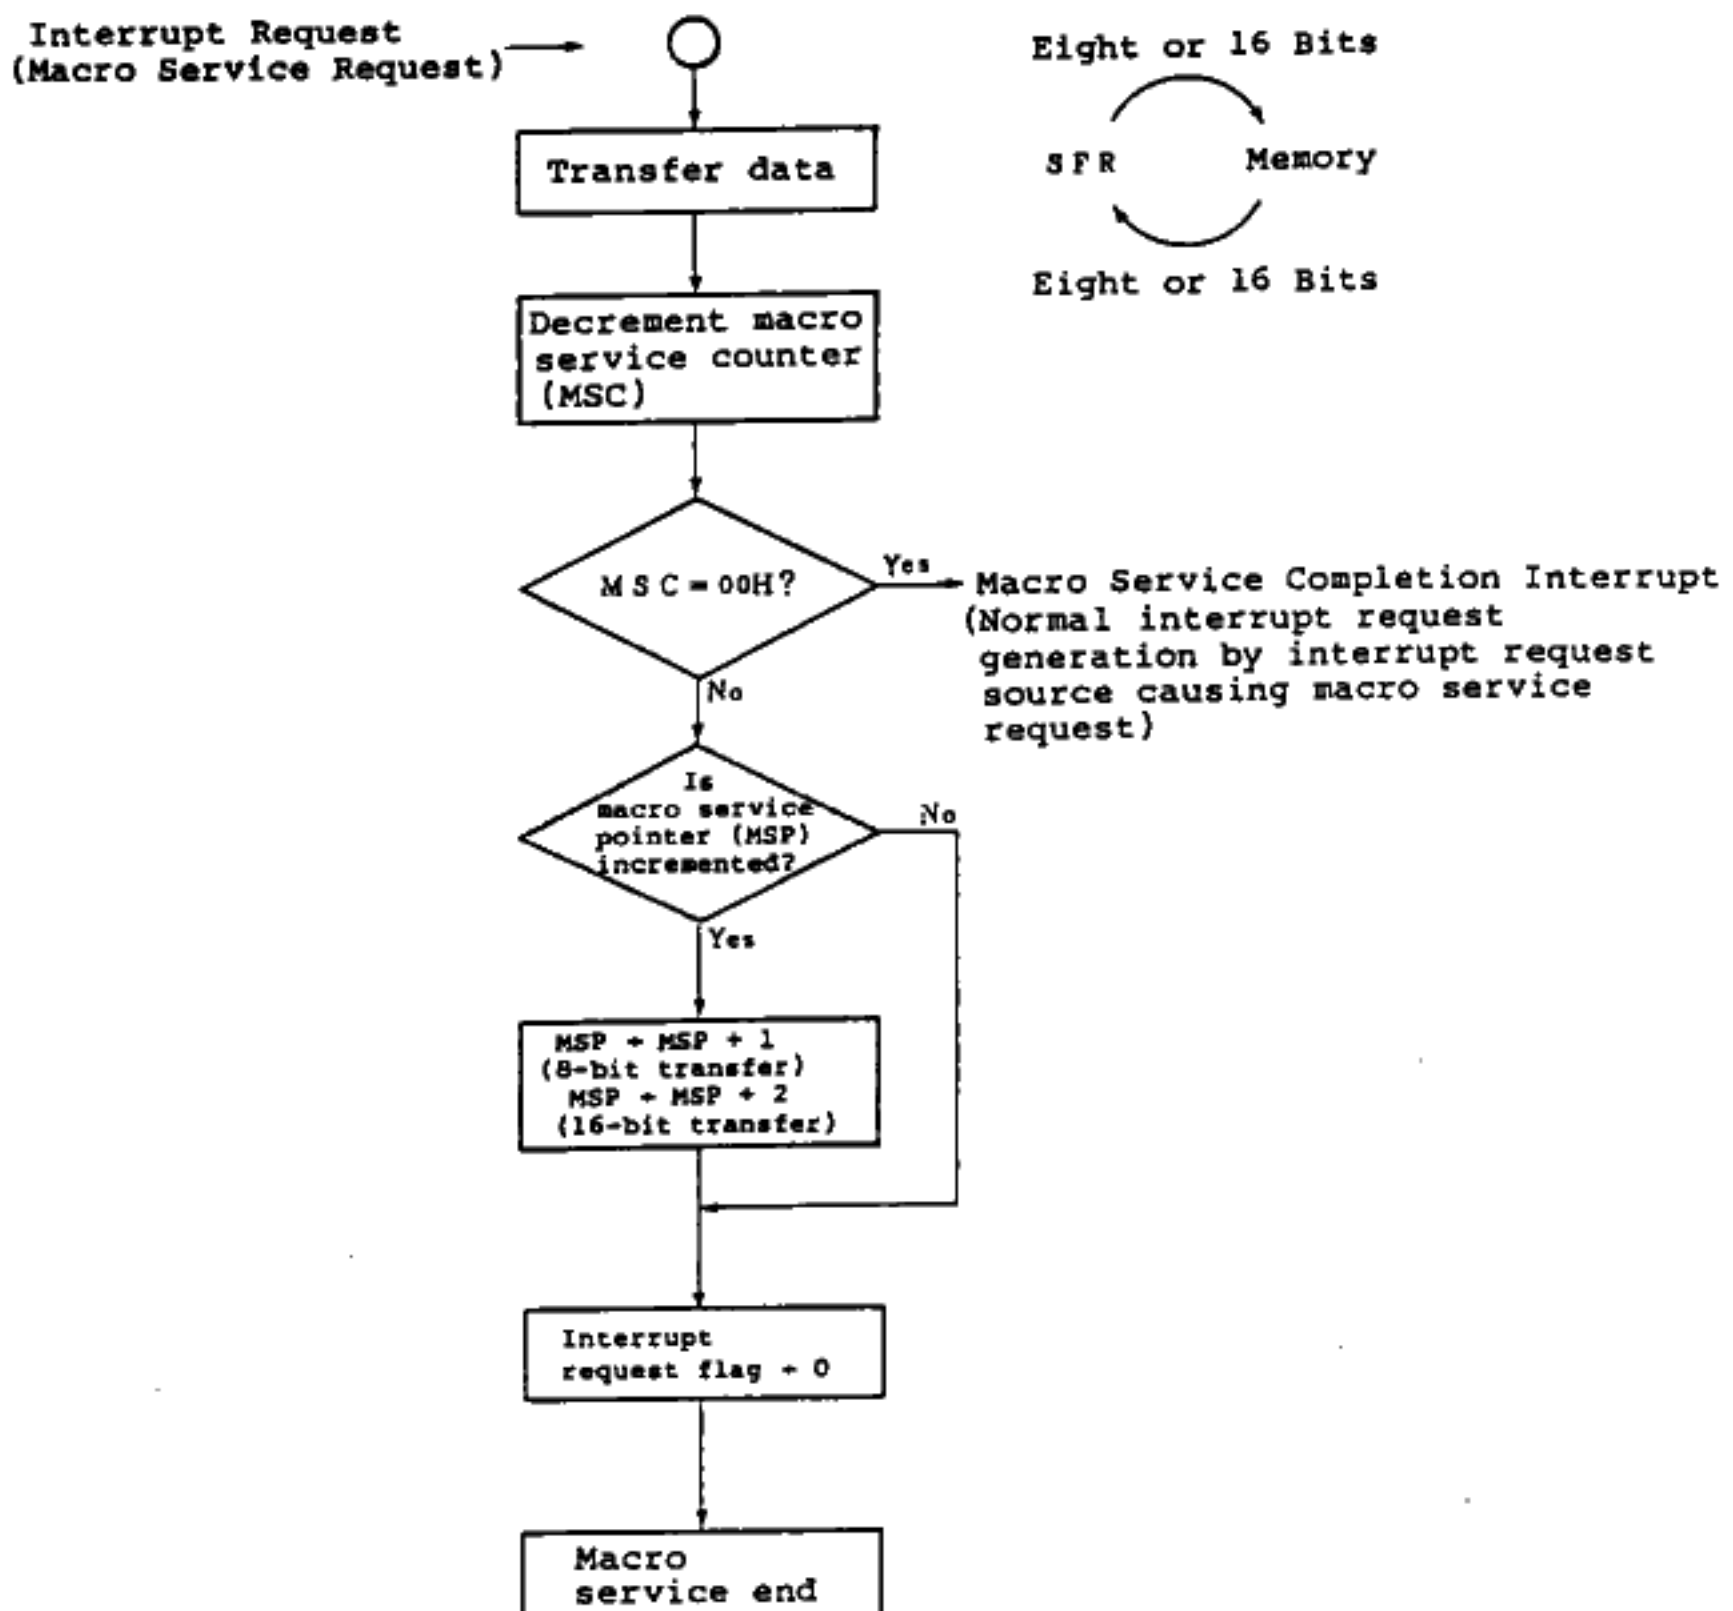 Interrupt Request
(Macro Service Request)
Eight or 16 Bits
SFR Memory
Eight or 16 Bits
Transfer data
Decrement macro
service counter
(MSC)
MSC = 00H?
Yes
Macro Service Completion Interrupt
(Normal interrupt request
generation by interrupt request
source causing macro service
request)
No
Is
macro service
pointer (MSP)
incremented?
No
Yes
MSP ← MSP + 1
(8-bit transfer)
MSP ← MSP + 2
(16-bit transfer)
Interrupt
request flag ← 0
Macro
service end